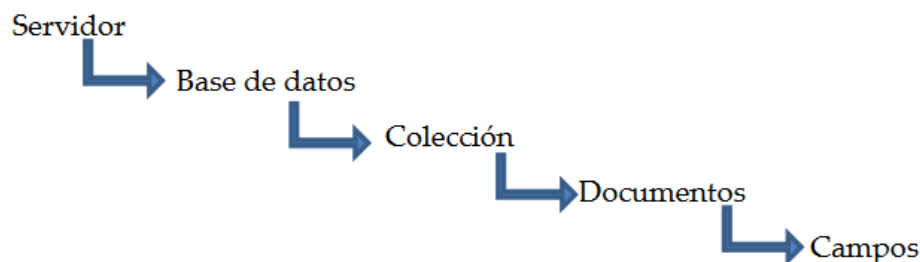 Servidor
Base de datos
Colección
Documentos
Campos